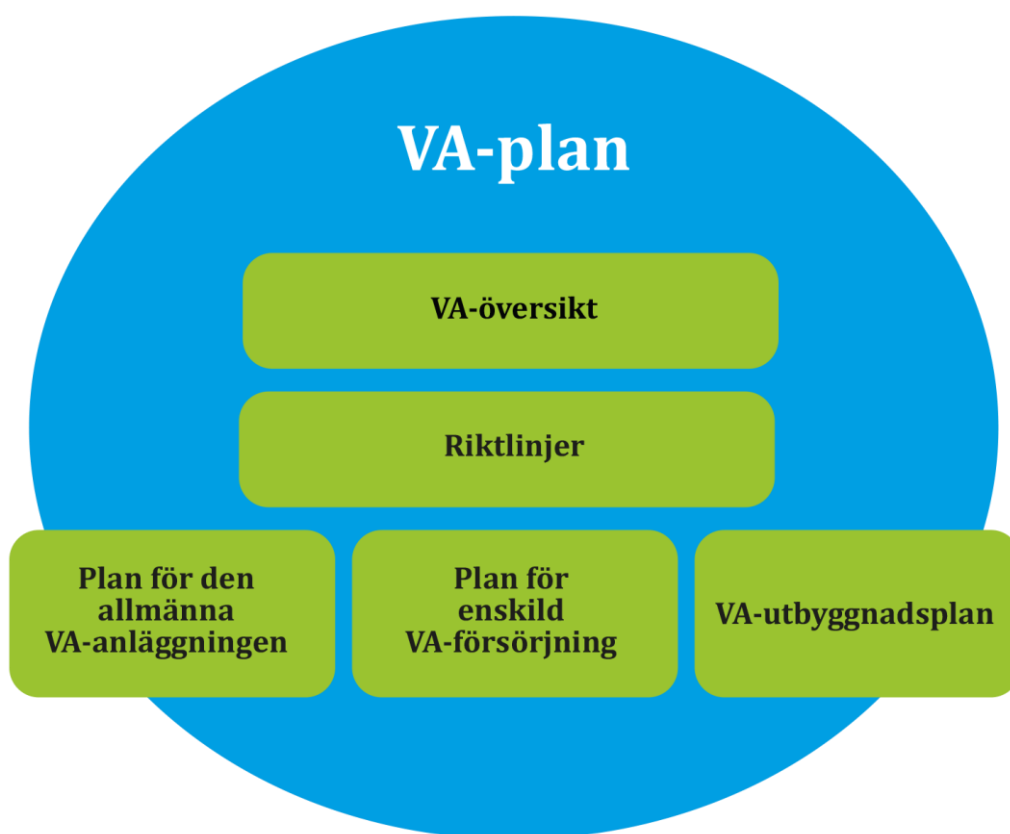 VA-plan
VA-översikt
Riktlinjer
Plan för den
allmänna
VA-anläggningen
Plan för
enskild
VA-försörjning
VA-utbyggnadsplan